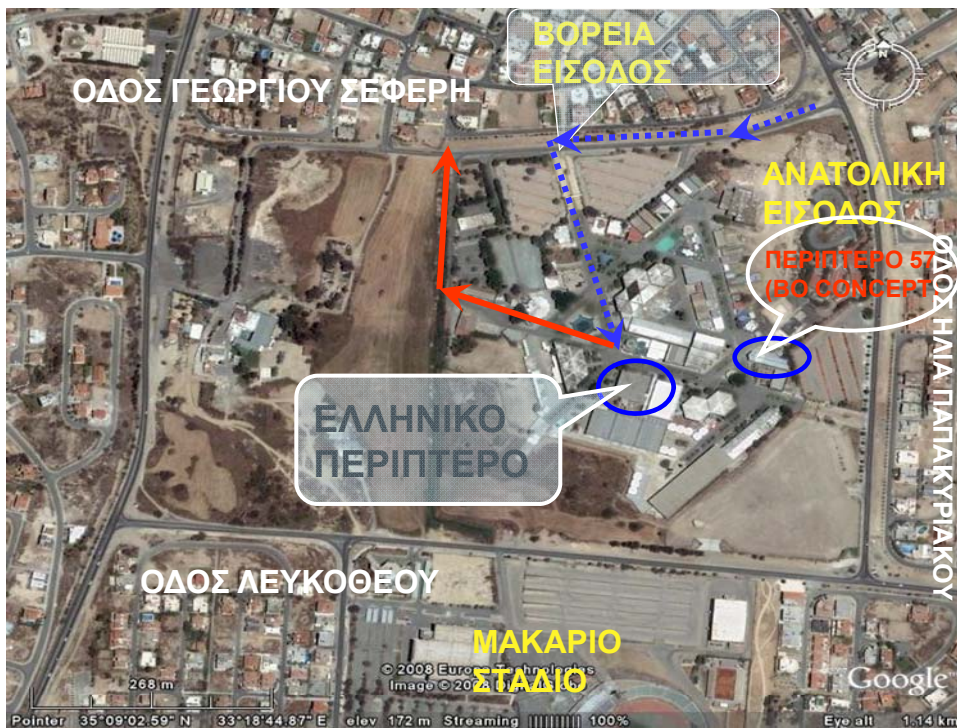 ΒΟΡΕΙΑ
ΕΙΣΟΔΟΣ
ΟΔΟΣ ΓΕΩΡΓΙΟΥ ΣΕΦΕΡΗ
N
ΑΝΑΤΟΛΙΚΗ
ΕΙΣΟΔΟΣ
ΠΕΡΙΠΤΕΡΟ 57
(BO CONCEPT)
ΟΔΟΣ ΗΛΙΑ ΠΑΠΑΚΥΡΙΑΚΟΥ
ΕΛΛΗΝΙΚΟ
ΠΕΡΙΠΤΕΡΟ
ΟΔΟΣ ΛΕΥΚΟΘΕΟΥ
ΜΑΚΑΡΙΟ
ΣΤΑΔΙΟ
© 2008 Europa Technologies
Image © 2008
268 m
Google
Pointer 35°09'02.59" N 33°18'44.87" E elev 172 m Streaming 100% Eye alt 1.14 km